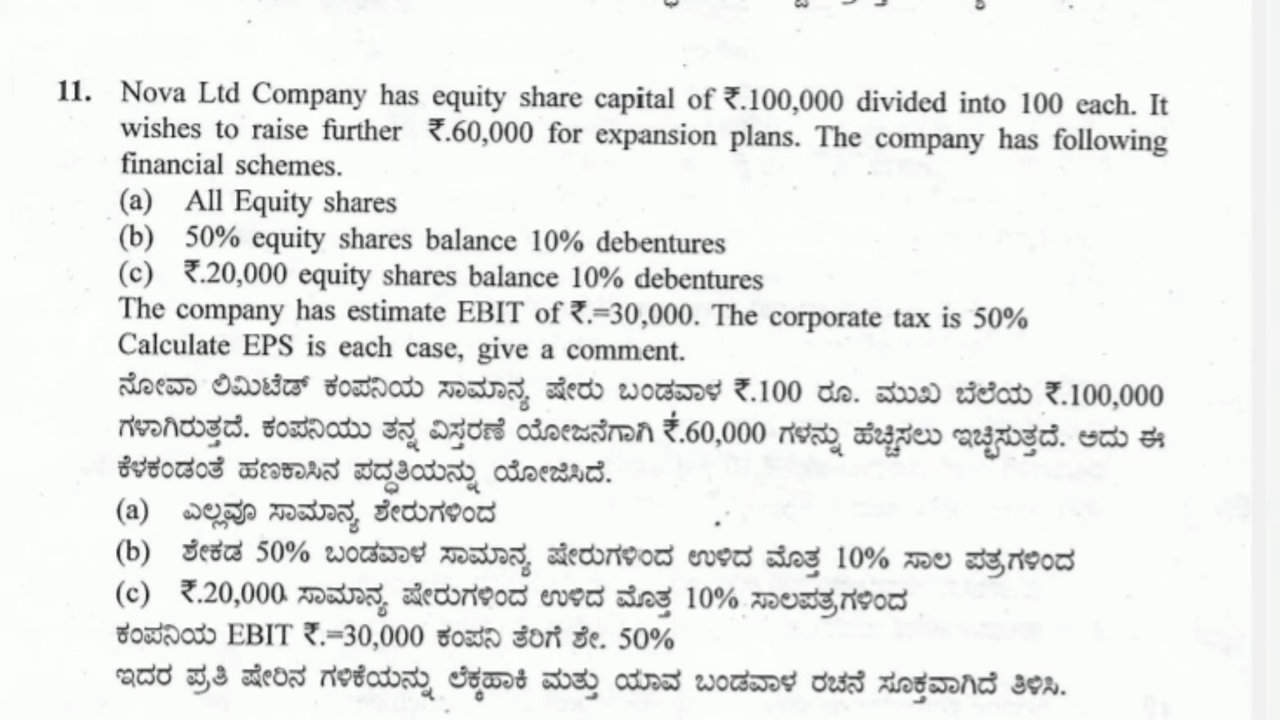 11. Nova Ltd Company has equity share capital of ₹.100,000 divided into 100 each. It
wishes to raise further ₹.60,000 for expansion plans. The company has following
financial schemes.
(a) All Equity shares
(b) 50% equity shares balance 10% debentures
(c) ₹.20,000 equity shares balance 10% debentures
The company has estimate EBIT of ₹.=30,000. The corporate tax is 50%
Calculate EPS is each case, give a comment.
ನೋವಾ ಲಿಮಿಟೆಡ್ ಕಂಪನಿಯ ಸಾಮಾನ್ಯ ಷೇರು ಬಂಡವಾಳ ₹.100 ರೂ. ಮುಖ ಬೆಲೆಯ ₹.100,000
ಗಳಾಗಿರುತ್ತದೆ. ಕಂಪನಿಯು ತನ್ನ ವಿಸ್ತರಣೆ ಯೋಜನೆಗಾಗಿ ₹.60,000 ಗಳನ್ನು ಹೆಚ್ಚಿಸಲು ಇಚ್ಛಿಸುತ್ತದೆ. ಅದು ಈ
ಕೆಳಕಂಡಂತೆ ಹಣಕಾಸಿನ ಪದ್ಧತಿಯನ್ನು ಯೋಜಿಸಿದೆ.
(a) ಎಲ್ಲವೂ ಸಾಮಾನ್ಯ ಶೇರುಗಳಿಂದ
(b) ಶೇಕಡ 50% ಬಂಡವಾಳ ಸಾಮಾನ್ಯ ಷೇರುಗಳಿಂದ ಉಳಿದ ಮೊತ್ತ 10% ಸಾಲ ಪತ್ರಗಳಿಂದ
(c) ₹.20,000 ಸಾಮಾನ್ಯ ಷೇರುಗಳಿಂದ ಉಳಿದ ಮೊತ್ತ 10% ಸಾಲಪತ್ರಗಳಿಂದ
ಕಂಪನಿಯ EBIT ₹.=30,000 ಕಂಪನಿ ತೆರಿಗೆ ಶೇ. 50%
ಇದರ ಪ್ರತಿ ಷೇರಿನ ಗಳಿಕೆಯನ್ನು ಲೆಕ್ಕಹಾಕಿ ಮತ್ತು ಯಾವ ಬಂಡವಾಳ ರಚನೆ ಸೂಕ್ತವಾಗಿದೆ ತಿಳಿಸಿ.